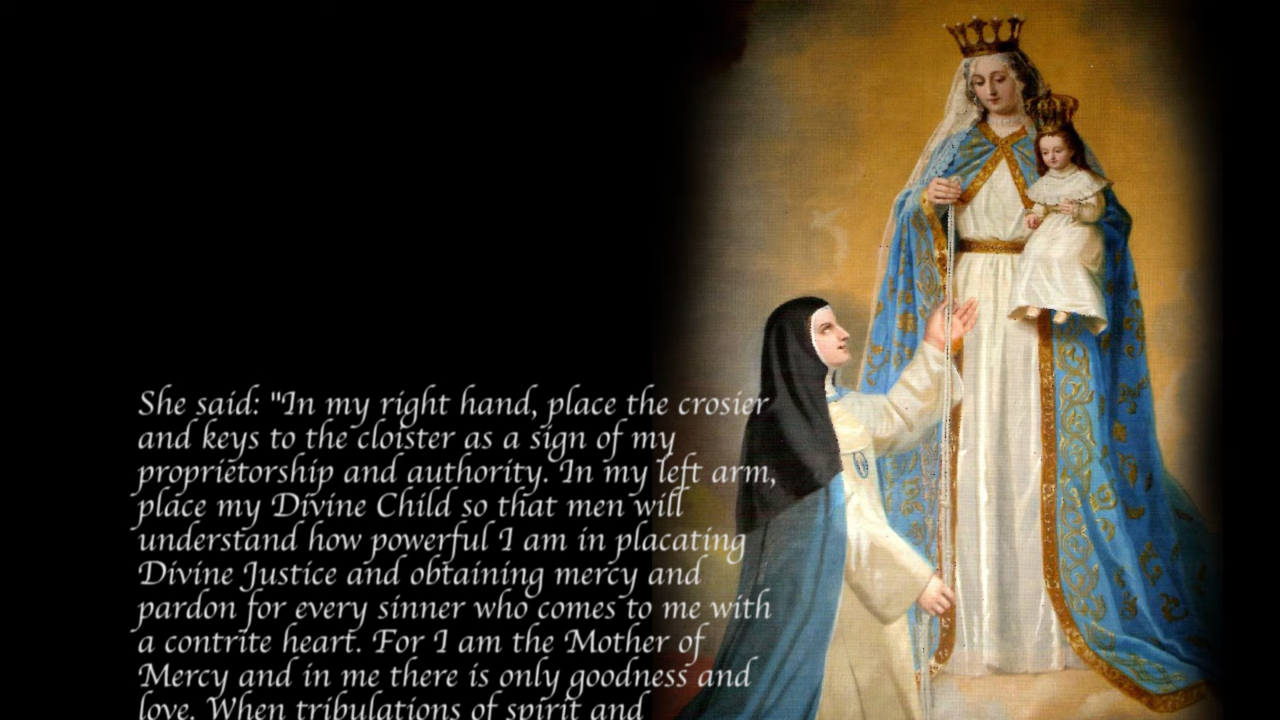 She said: "In my right hand, place the crosier
and keys to the cloister as a sign of my
proprietorship and authority. In my left arm,
place my Divine Child so that men will
understand how powerful I am in placating
Divine Justice and obtaining mercy and
pardon for every sinner who comes to me with
a contrite heart. For I am the Mother of
Mercy and in me there is only goodness and
love. When tribulations of spirit and